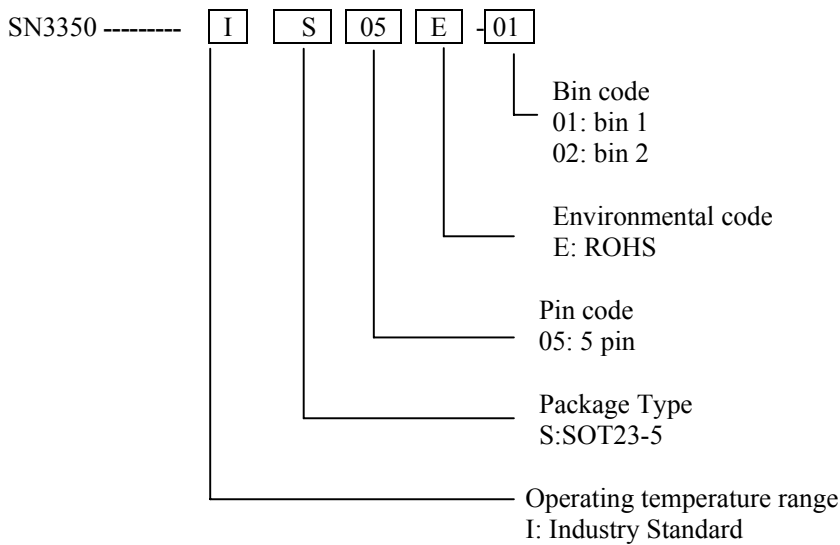 SN3350 --------- I S 05 E -01
Bin code
01: bin 1
02: bin 2
Environmental code
E: ROHS
Pin code
05: 5 pin
Package Type
S:SOT23-5
Operating temperature range
I: Industry Standard